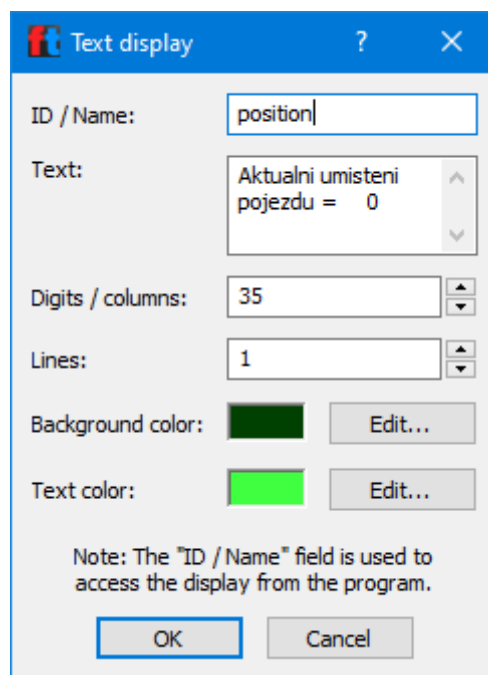 ft Text display ? ×
ID / Name: position
Text: Aktualni umisteni
pojezdu = 0
Digits / columns: 35
Lines: 1
Background color: Edit...
Text color: Edit...
Note: The "ID / Name" field is used to
access the display from the program.
OK Cancel